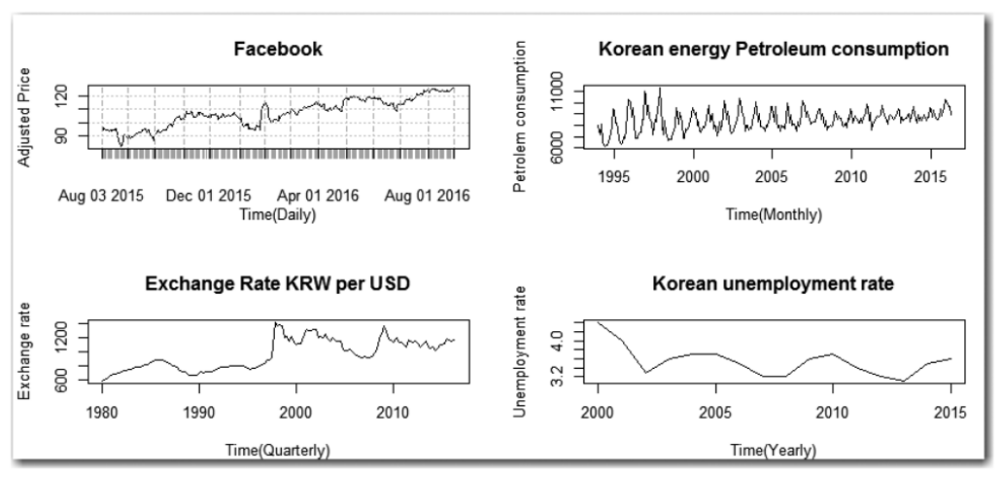 Facebook
Adjusted Price
120
90
Aug 03 2015 Dec 01 2015 Apr 01 2016 Aug 01 2016
Time(Daily)
Korean energy Petroleum consumption
Petrolem consumption
11000
6000
1995 2000 2005 2010 2015
Time(Monthly)
Exchange Rate KRW per USD
Exchange rate
1200
600
1980 1990 2000 2010
Time(Quarterly)
Korean unemployment rate
Unemployment rate
4.0
3.2
2000 2005 2010 2015
Time(Yearly)